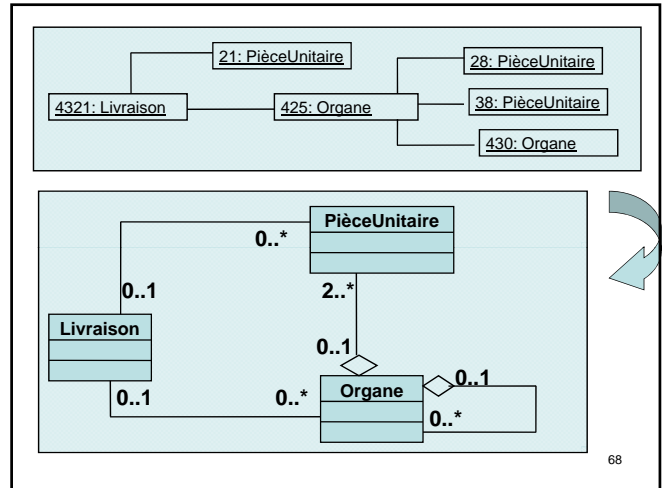 21: PièceUnitaire
28: PièceUnitaire
4321: Livraison
425: Organe
38: PièceUnitaire
430: Organe
PièceUnitaire
0..*
0..1
2..*
Livraison
0..1
Organe
0..1
0..1
0..*
0..*
68